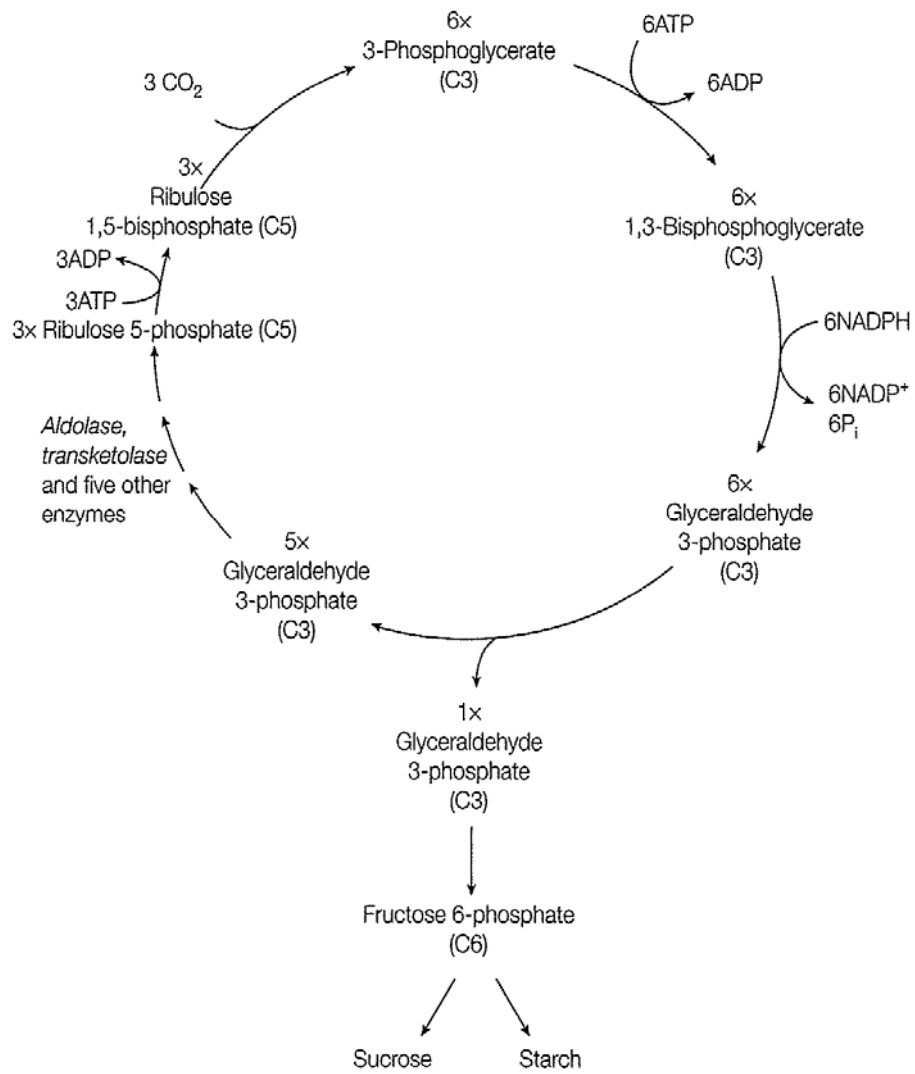 6×
3-Phosphoglycerate
(C3)
6ATP
6ADP
3 CO₂
3×
Ribulose
1,5-bisphosphate (C5)
3ADP
3ATP
3× Ribulose 5-phosphate (C5)
6×
1,3-Bisphosphoglycerate
(C3)
6NADPH
6NADP⁺
6Pᵢ
Aldolase,
transketolase
and five other
enzymes
6×
Glyceraldehyde
3-phosphate
(C3)
5×
Glyceraldehyde
3-phosphate
(C3)
1×
Glyceraldehyde
3-phosphate
(C3)
Fructose 6-phosphate
(C6)
Sucrose
Starch